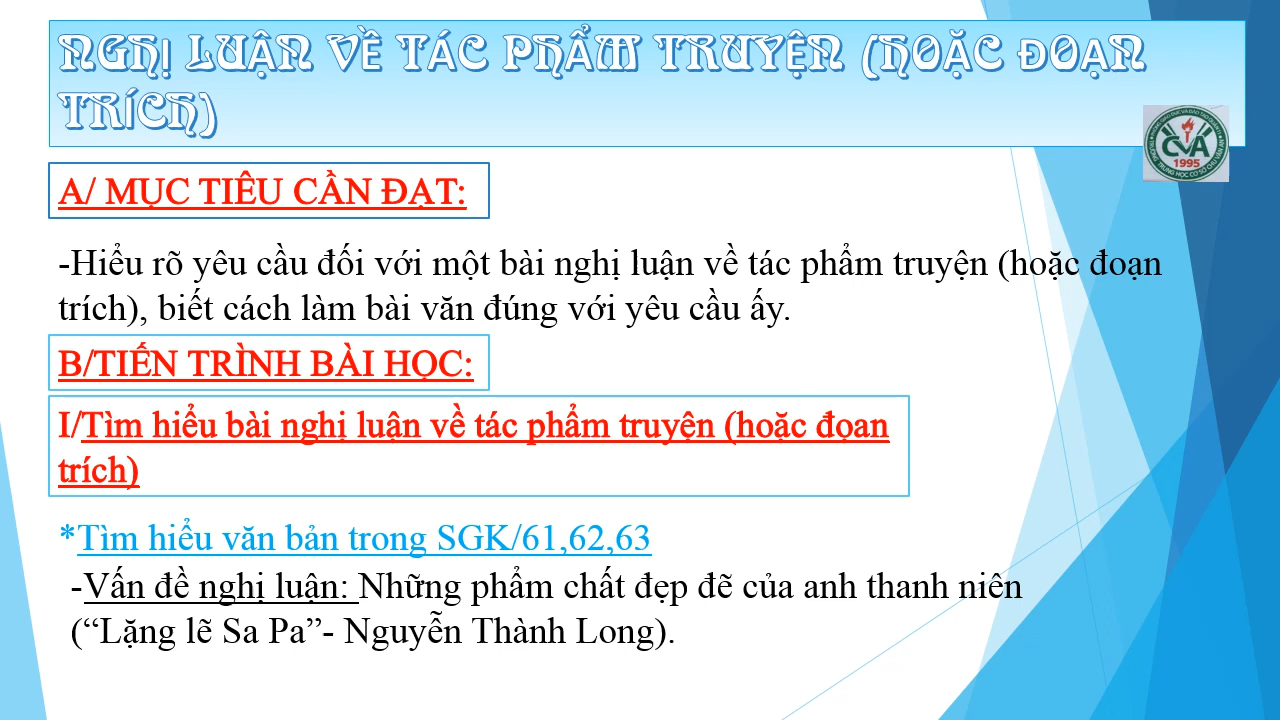 NGHỊ LUẬN VỀ TÁC PHẨM TRUYỆN (HOẶC ĐOẠN
TRÍCH)
CVA
1995
A/ MỤC TIÊU CẦN ĐẠT:
-Hiểu rõ yêu cầu đối với một bài nghị luận về tác phẩm truyện (hoặc đoạn
trích), biết cách làm bài văn đúng với yêu cầu ấy.
B/TIẾN TRÌNH BÀI HỌC:
I/Tìm hiểu bài nghị luận về tác phẩm truyện (hoặc đọan
trích)
*Tìm hiểu văn bản trong SGK/61,62,63
-Vấn đề nghị luận: Những phẩm chất đẹp đẽ của anh thanh niên
(“Lặng lẽ Sa Pa”- Nguyễn Thành Long).